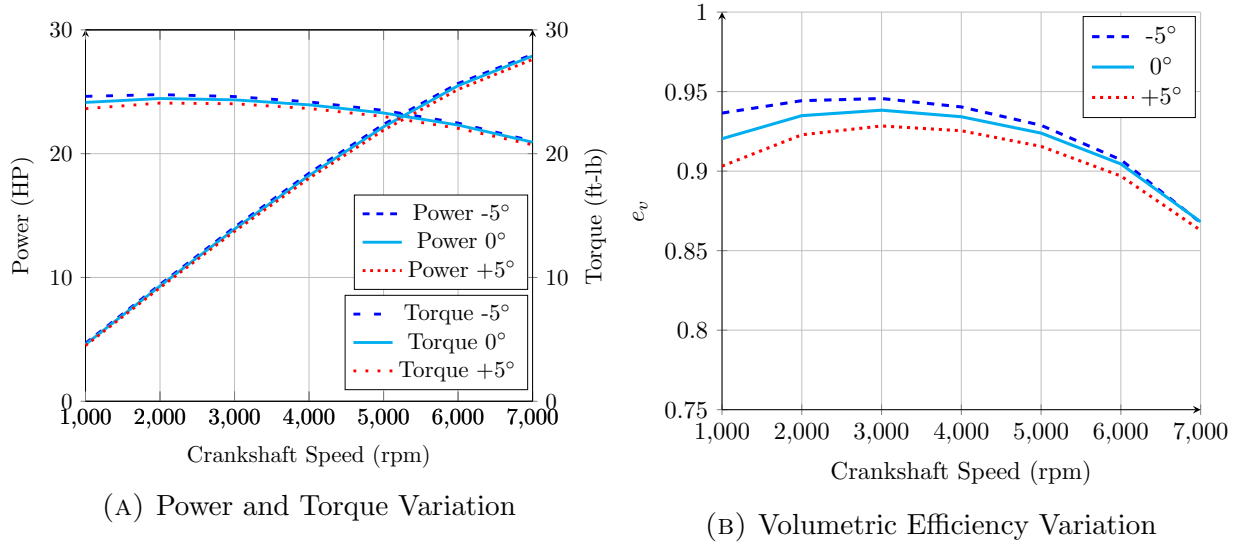 30
20
10
0
Power (HP)
30
20
10
0
Torque (ft-lb)
Power -5°
Power 0°
Power +5°
Torque -5°
Torque 0°
Torque +5°
1,000 2,000 3,000 4,000 5,000 6,000 7,000
Crankshaft Speed (rpm)
(A) Power and Torque Variation
1
0.95
0.9
0.85
0.8
0.75
e_v
-5°
0°
+5°
1,000 2,000 3,000 4,000 5,000 6,000 7,000
Crankshaft Speed (rpm)
(B) Volumetric Efficiency Variation